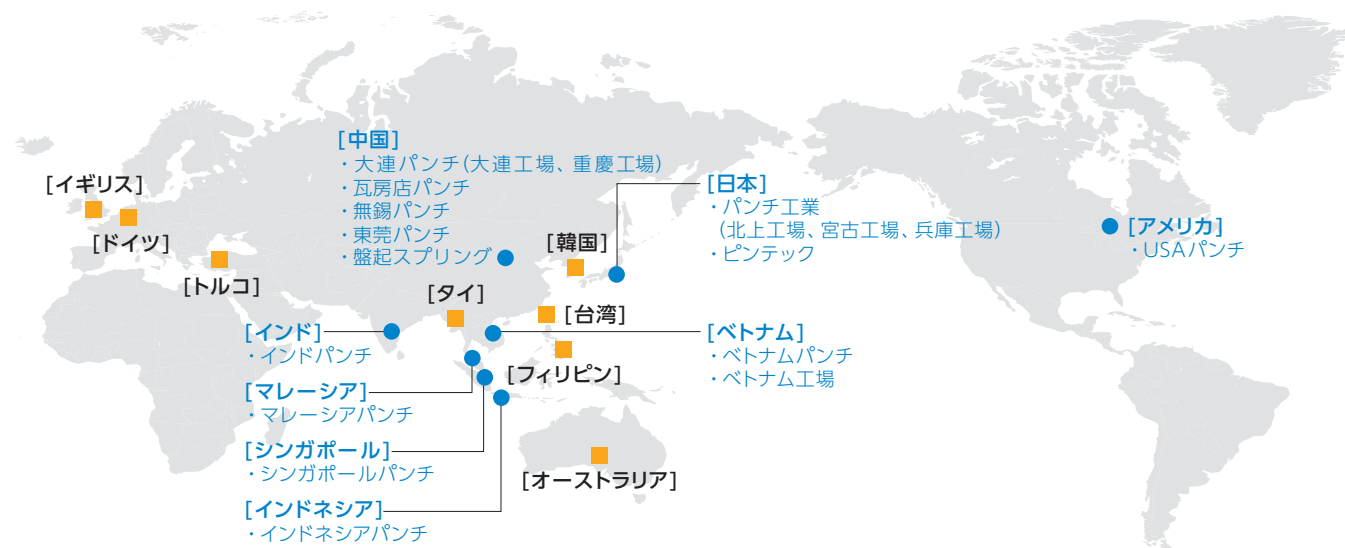 [中国]
・大連パンチ(大連工場、重慶工場)
・瓦房店パンチ
・無錫パンチ
・東莞パンチ
・盤起スプリング
[イギリス]
[ドイツ]
[トルコ]
[韓国]
[日本]
・パンチ工業
(北上工場、宮古工場、兵庫工場)
・ピンテック
[アメリカ]
・USAパンチ
[タイ]
[台湾]
[フィリピン]
[インド]
・インドパンチ
[ベトナム]
・ベトナムパンチ
・ベトナム工場
[マレーシア]
・マレーシアパンチ
[シンガポール]
・シンガポールパンチ
[オーストラリア]
[インドネシア]
・インドネシアパンチ